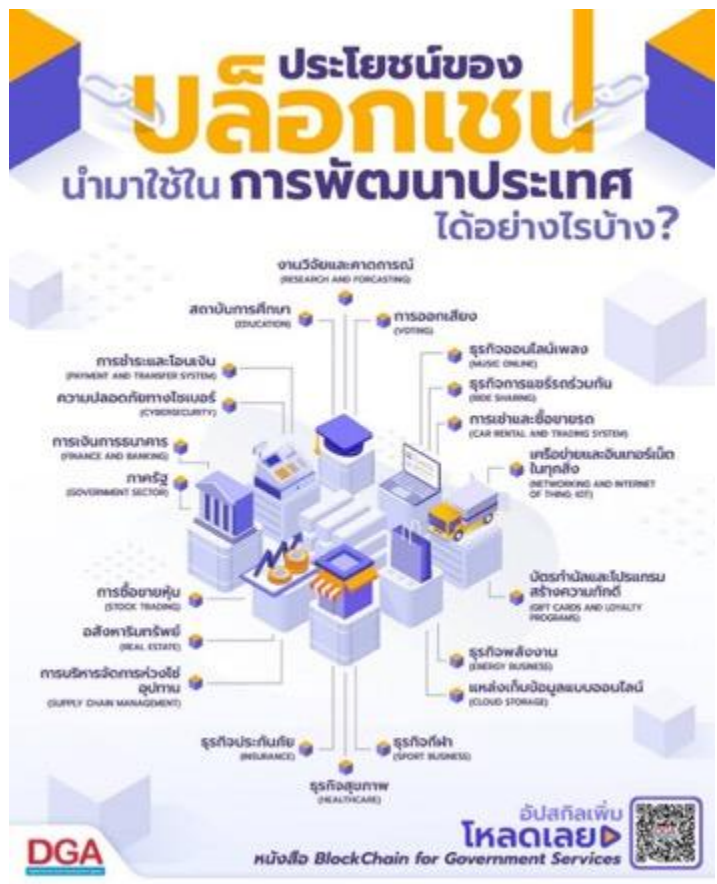 ประโยชน์ของ
บล็อกเชน
นำมาใช้ใน การพัฒนาประเทศ
ได้อย่างไรบ้าง?
งานวิจัยและคาดการณ์
(RESEARCH AND FORCASTING)
สถาบันการศึกษา
(EDUCATION)
การออกเสียง
(VOTING)
การชำระและโอนเงิน
(PAYMENT AND TRANSFER SYSTEM)
ความปลอดภัยทางไซเบอร์
(CYBERSECURITY)
การเงินการธนาคาร
(FINANCE AND BANKING)
ภาครัฐ
(GOVERNMENT SECTOR)
ธุรกิจออนไลน์เพลง
(MUSIC ONLINE)
ธุรกิจการแชร์รถร่วมกัน
(RIDE SHARING)
การเช่าและซื้อขายรถ
(CAR RENTAL AND TRADING SYSTEM)
เครือข่ายและอินเทอร์เน็ต
ในทุกสิ่ง
(NETWORKING AND INTERNET
OF THING: IOT)
การซื้อขายหุ้น
(STOCK TRADING)
อสังหาริมทรัพย์
(REAL ESTATE)
การบริหารจัดการห่วงโซ่
อุปทาน
(SUPPLY CHAIN MANAGEMENT)
บัตรกำนัลและโปรแกรม
สร้างความภักดี
(GIFT CARDS AND LOYALTY
PROGRAMS)
ธุรกิจพลังงาน
(ENERGY BUSINESS)
แหล่งเก็บข้อมูลแบบออนไลน์
(CLOUD STORAGE)
ธุรกิจประกันภัย
(INSURANCE)
ธุรกิจกีฬา
(SPORT BUSINESS)
ธุรกิจสุขภาพ
(HEALTHCARE)
อัปสกิลเพิ่ม
โหลดเลย
หนังสือ BlockChain for Government Services
DGA